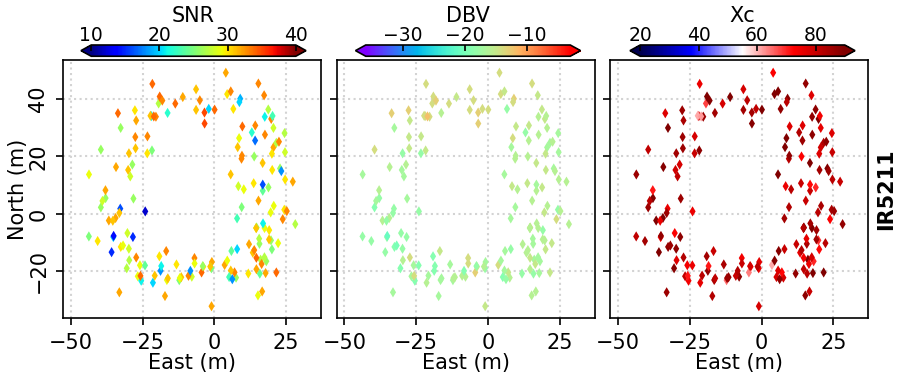 SNR DBV Xc
10 20 30 40 −30 −20 −10 20 40 60 80
40
20
0
−20
North (m)
IR5211
−50 −25 0 25 −50 −25 0 25 −50 −25 0 25
East (m) East (m) East (m)